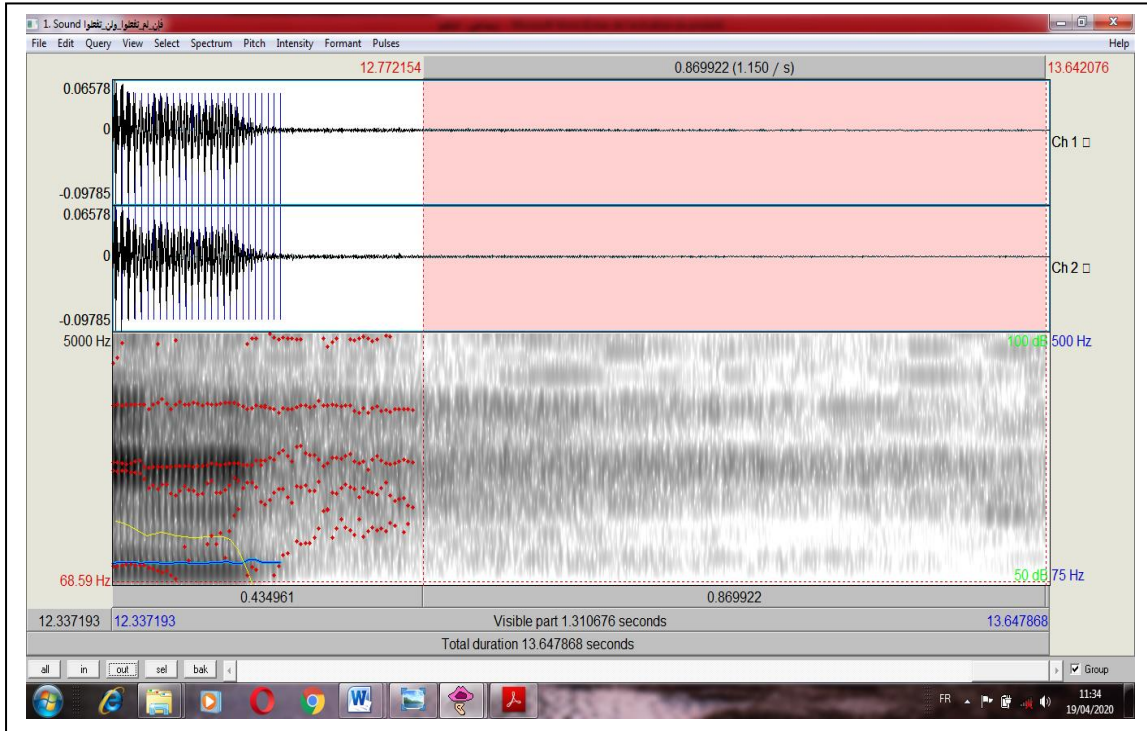 1. Sound فان_لم_تفعلوا_ولن_تفعلوا
File Edit Query View Select Spectrum Pitch Intensity Formant Pulses Help
12.772154 0.869922 (1.150 / s) 13.642076
0.06578
0 Ch 1
-0.09785
0.06578
0 Ch 2
-0.09785
5000 Hz 100 dB 500 Hz
68.59 Hz 50 dB 75 Hz
0.434961 0.869922
12.337193 12.337193 Visible part 1.310676 seconds 13.647868
Total duration 13.647868 seconds
all in out sel bak Group
W FR 11:34
19/04/2020